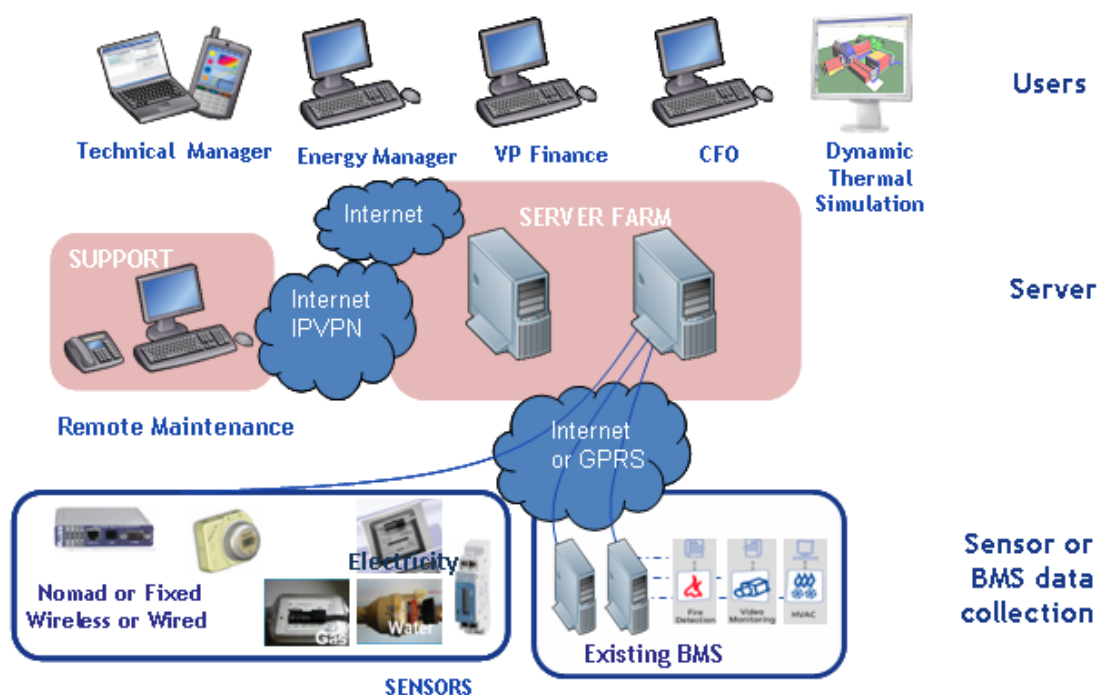 Users
Technical Manager
Energy Manager
VP Finance
CFO
Dynamic
Thermal
Simulation
Internet
SERVER FARM
SUPPORT
Internet
IPVPN
Server
Remote Maintenance
Internet
or GPRS
Sensor or
BMS data
collection
Electricity
Nomad or Fixed
Wireless or Wired
Gas
Water
Fire
Detection
Video
Monitoring
HVAC
Existing BMS
SENSORS